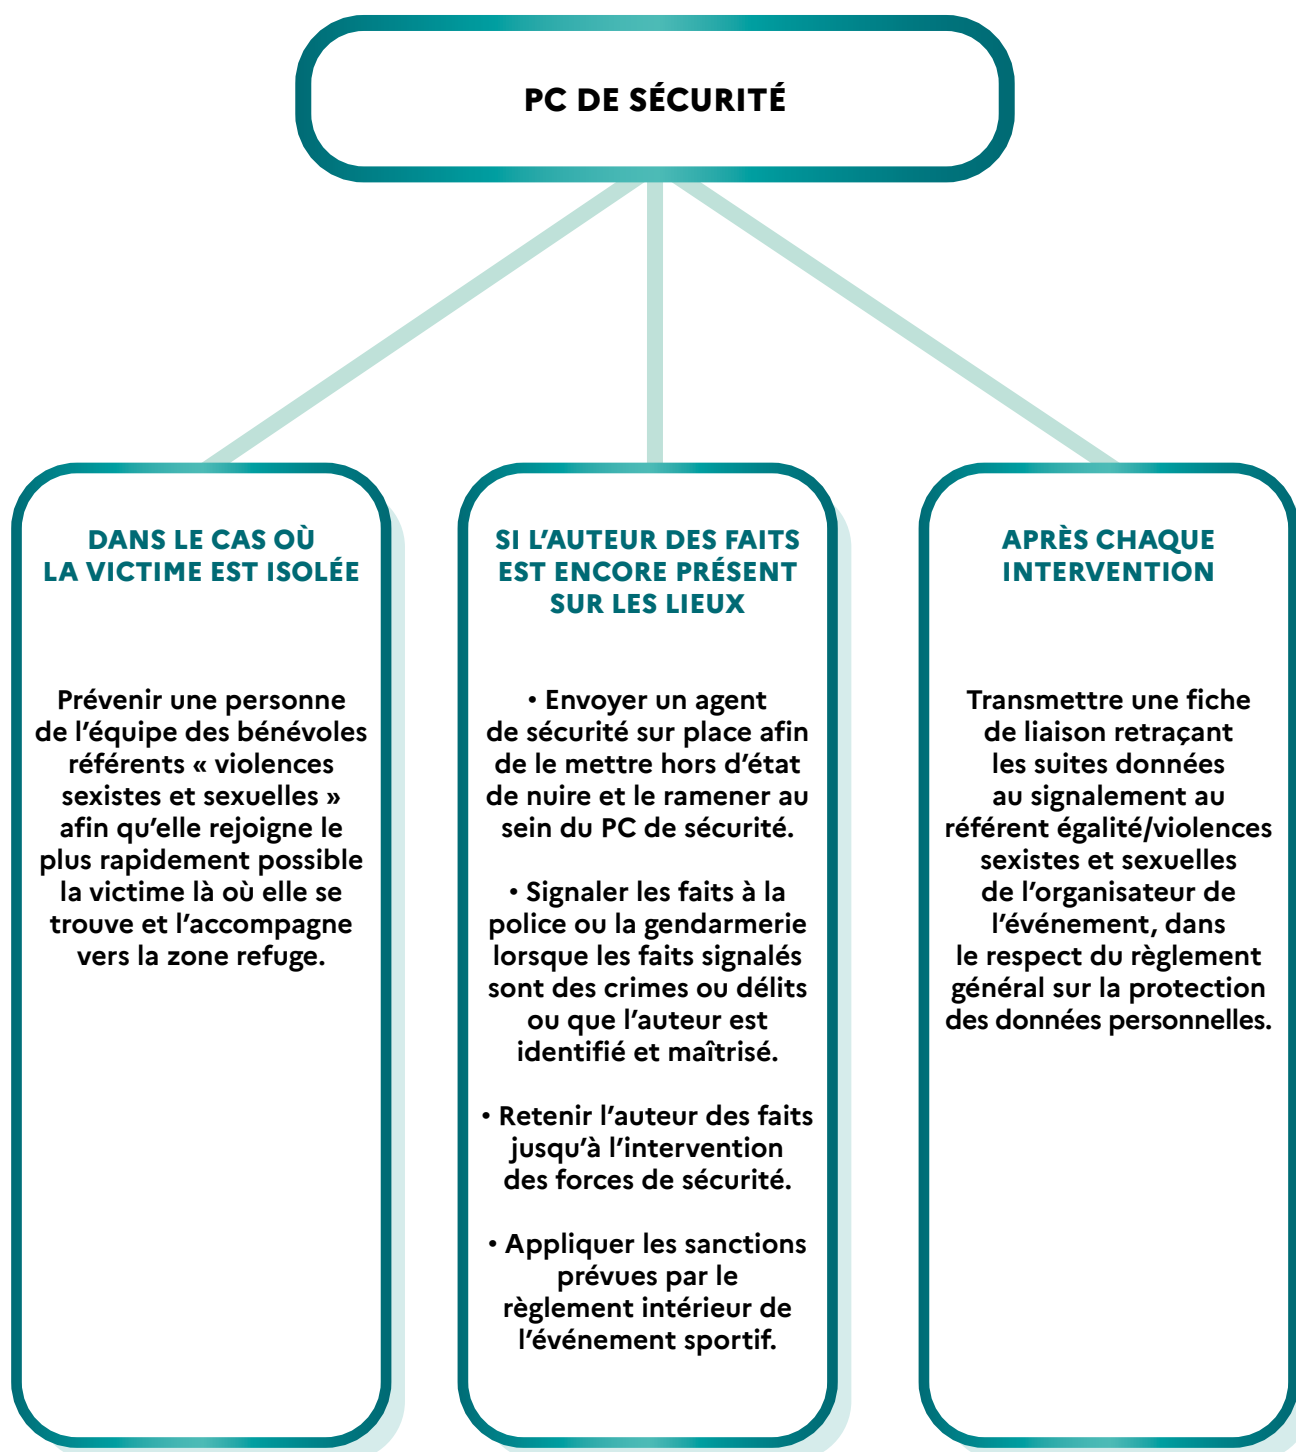 PC DE SÉCURITÉ
DANS LE CAS OÙ
LA VICTIME EST ISOLÉE
Prévenir une personne
de l'équipe des bénévoles
référents « violences
sexistes et sexuelles »
afin qu'elle rejoigne le
plus rapidement possible
la victime là où elle se
trouve et l'accompagne
vers la zone refuge.
SI L'AUTEUR DES FAITS
EST ENCORE PRÉSENT
SUR LES LIEUX
• Envoyer un agent
de sécurité sur place afin
de le mettre hors d'état
de nuire et le ramener au
sein du PC de sécurité.
• Signaler les faits à la
police ou la gendarmerie
lorsque les faits signalés
sont des crimes ou délits
ou que l'auteur est
identifié et maîtrisé.
• Retenir l'auteur des faits
jusqu'à l'intervention
des forces de sécurité.
• Appliquer les sanctions
prévues par le
règlement intérieur de
l'événement sportif.
APRÈS CHAQUE
INTERVENTION
Transmettre une fiche
de liaison retraçant
les suites données
au signalement au
référent égalité/violences
sexistes et sexuelles
de l'organisateur de
l'événement, dans
le respect du règlement
général sur la protection
des données personnelles.